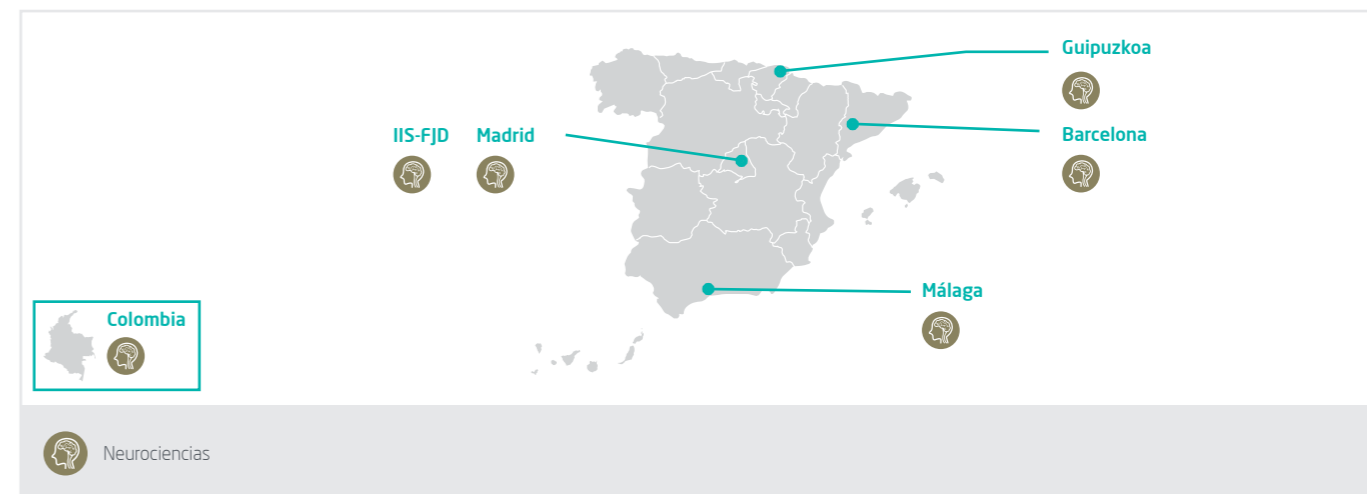 Guipuzkoa
IIS-FJD Madrid
Barcelona
Málaga
Colombia
Neurociencias